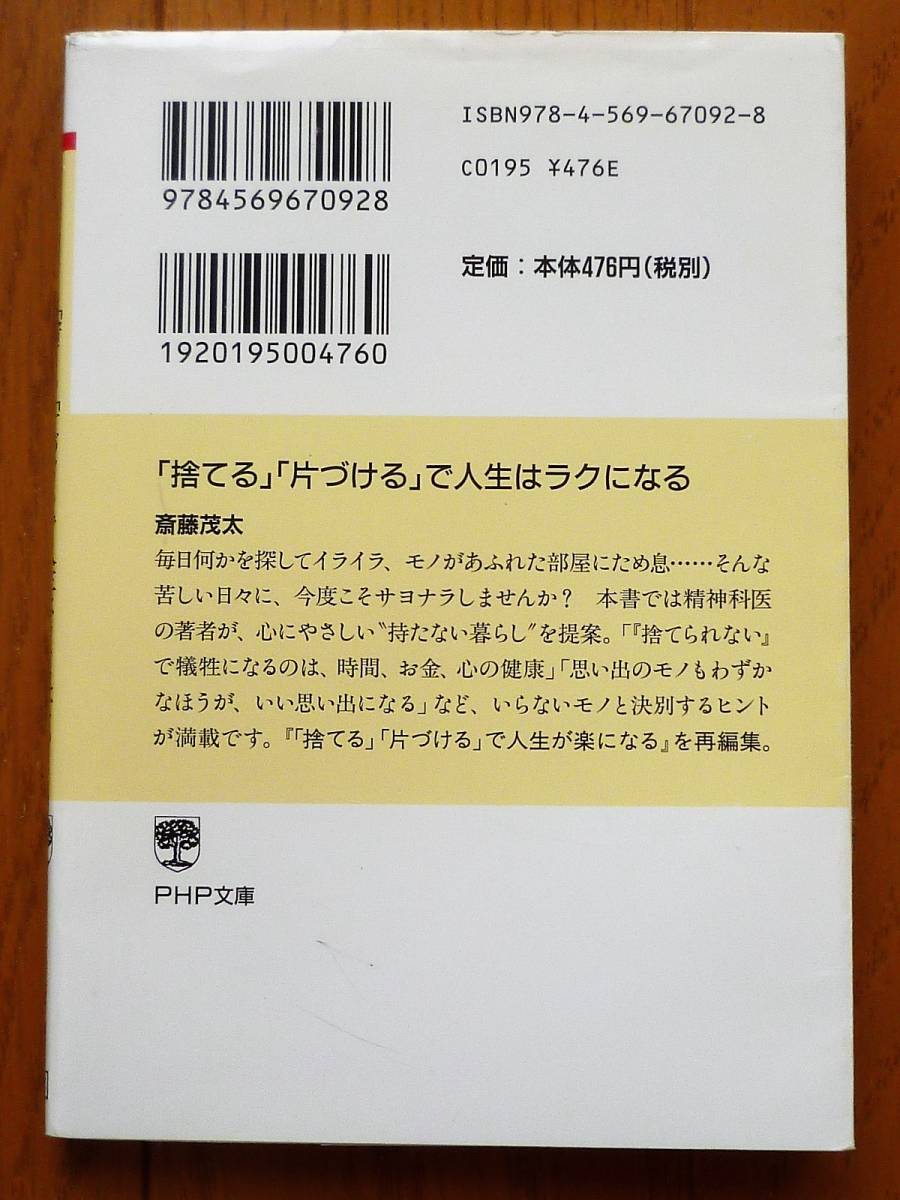 ISBN978-4-569-67092-8
9784569670928
C0195 ¥476E
定価：本体476円(税別)
1920195004760
「捨てる」「片づける」で人生はラクになる
斎藤茂太
毎日何かを探してイライラ、モノがあふれた部屋にため息……そんな
苦しい日々に、今度こそサヨナラしませんか？　本書では精神科医
の著者が、心にやさしい〝持たない暮らし〟を提案。「『捨てられない』
で犠牲になるのは、時間、お金、心の健康」「思い出のモノもわずか
なほうが、いい思い出になる」など、いらないモノと決別するヒント
が満載です。『「捨てる」「片づける」で人生が楽になる』を再編集。
PHP文庫